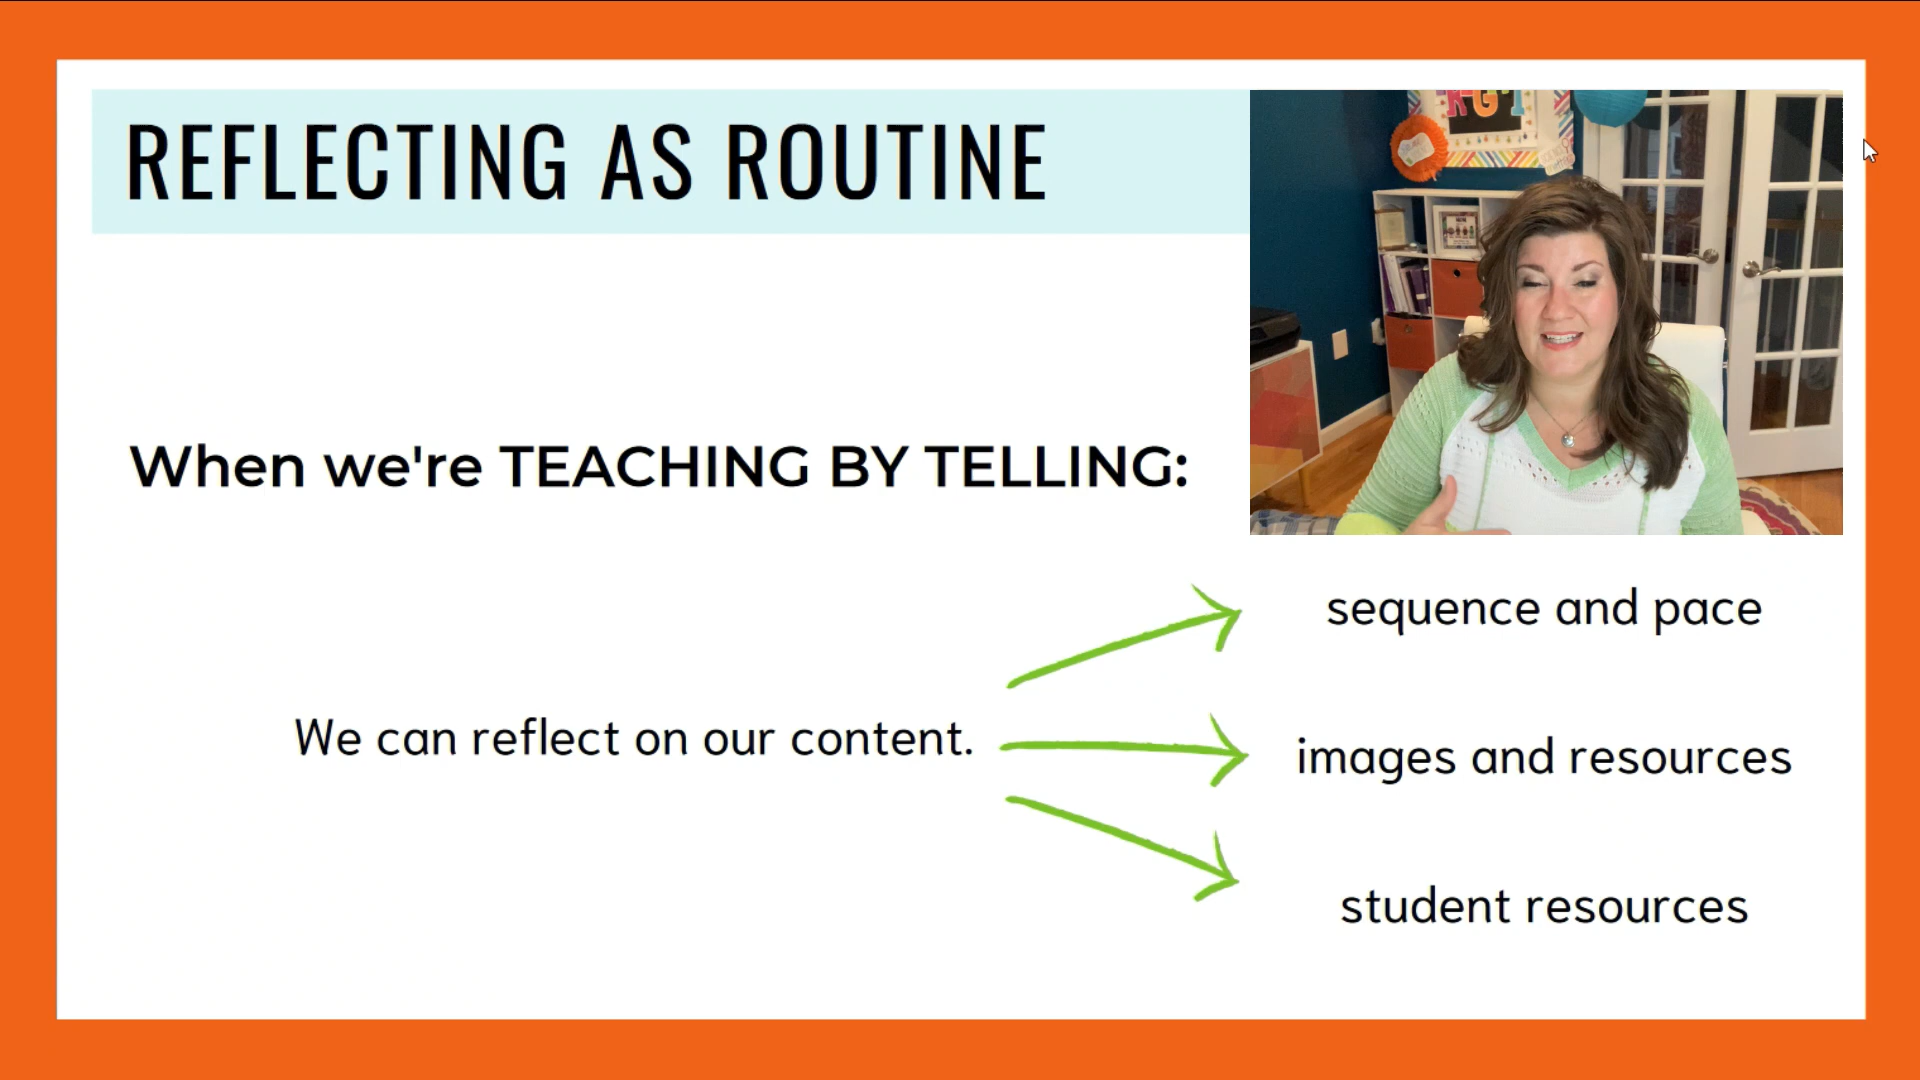 REFLECTING AS ROUTINE
When we're TEACHING BY TELLING:
We can reflect on our content.
sequence and pace
images and resources
student resources